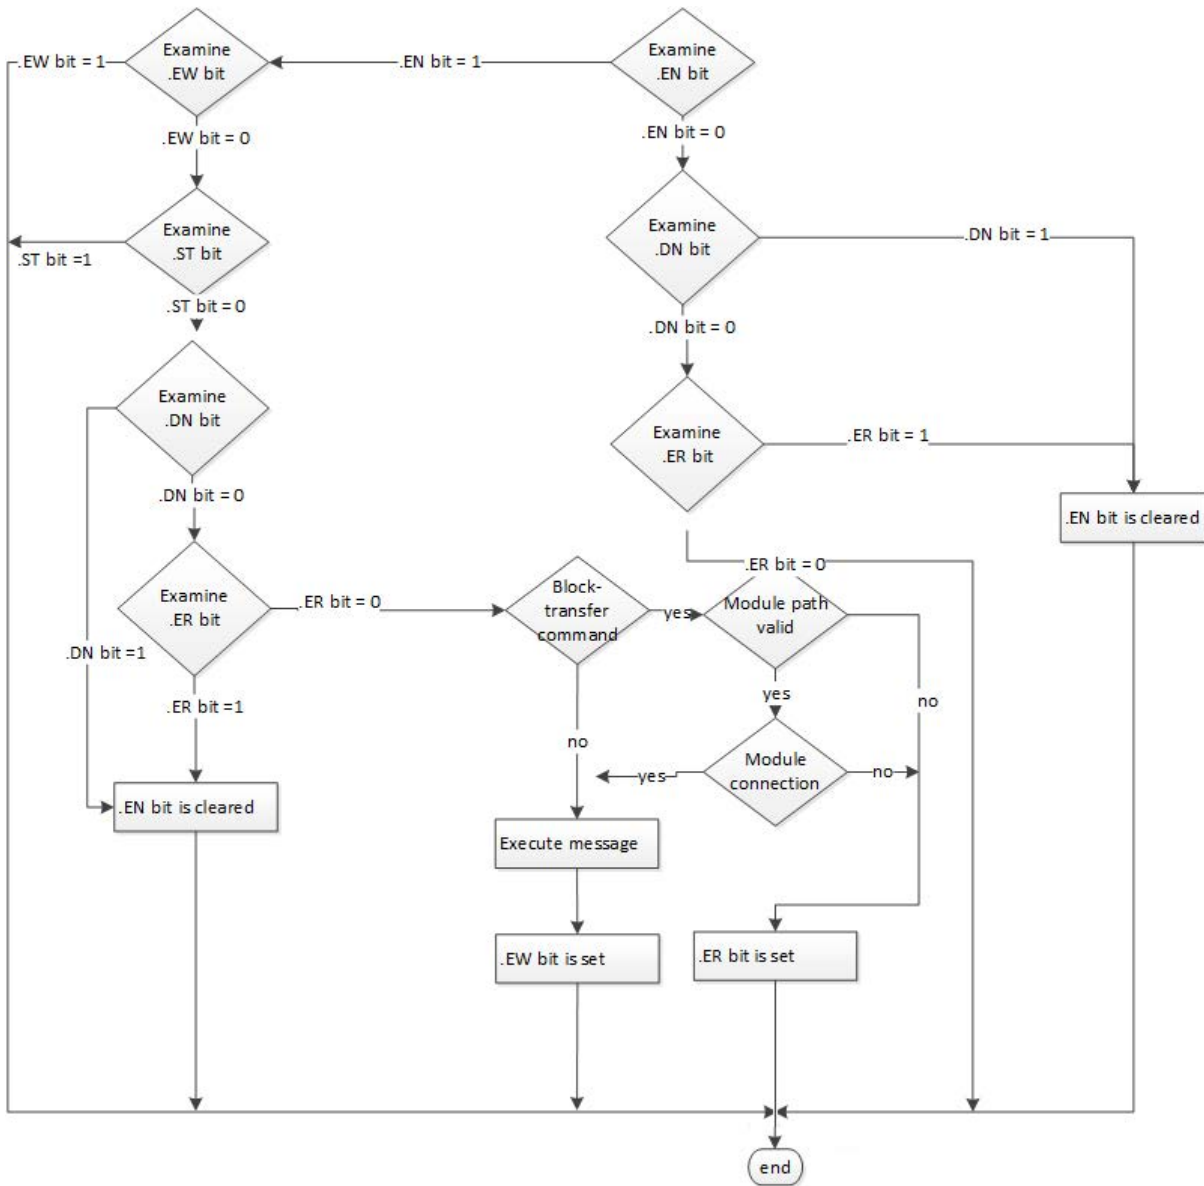 Examine
.EW bit
Examine
.EN bit
.EW bit = 1
.EN bit = 1
.EW bit = 0
.EN bit = 0
Examine
.ST bit
Examine
.DN bit
.DN bit = 1
.ST bit =1
.ST bit = 0
.DN bit = 0
Examine
.DN bit
Examine
.ER bit
.ER bit = 1
.DN bit = 0
.EN bit is cleared
Examine
.ER bit
.ER bit = 0
Block-
transfer
command
yes
.ER bit = 0
Module path
valid
.DN bit =1
.ER bit =1
yes
no
no
Module
connection
yes
no
.EN bit is cleared
Execute message
.EW bit is set
.ER bit is set
end